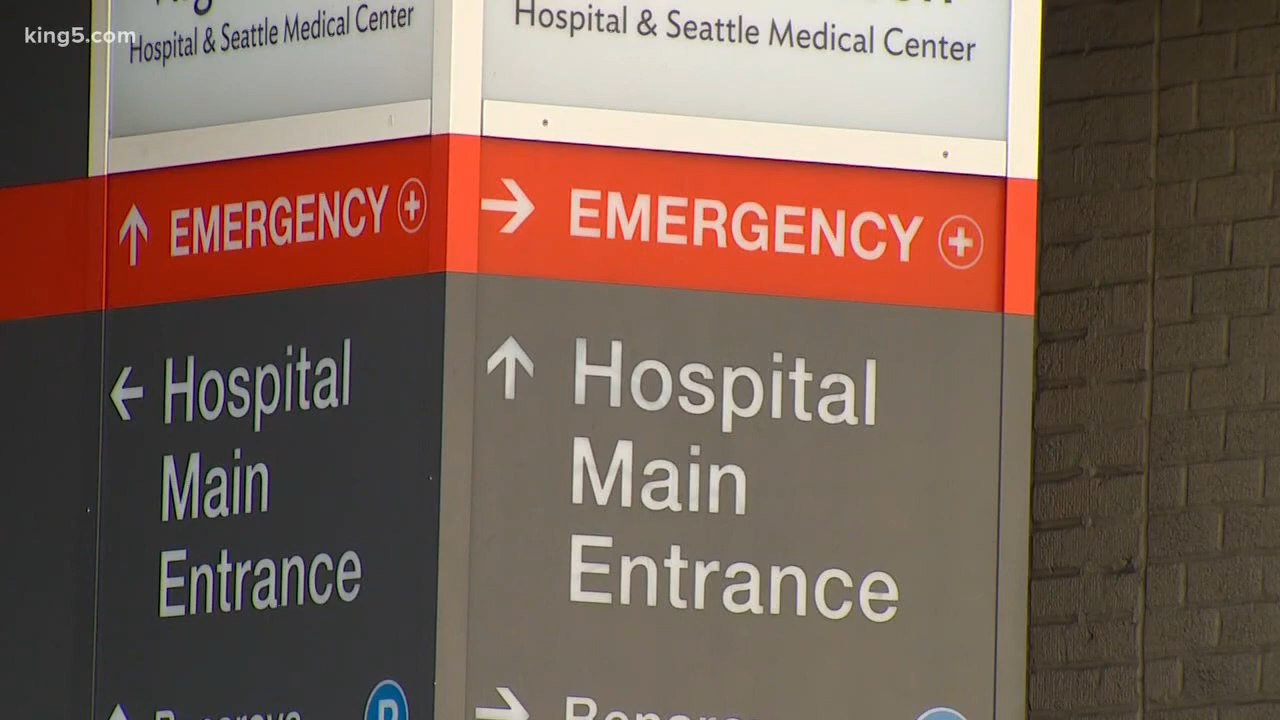 king5.com
Hospital & Seattle Medical Center
↑ EMERGENCY +
← Hospital
Main
Entrance
Hospital & Seattle Medical Center
→ EMERGENCY +
↑ Hospital
Main
Entrance